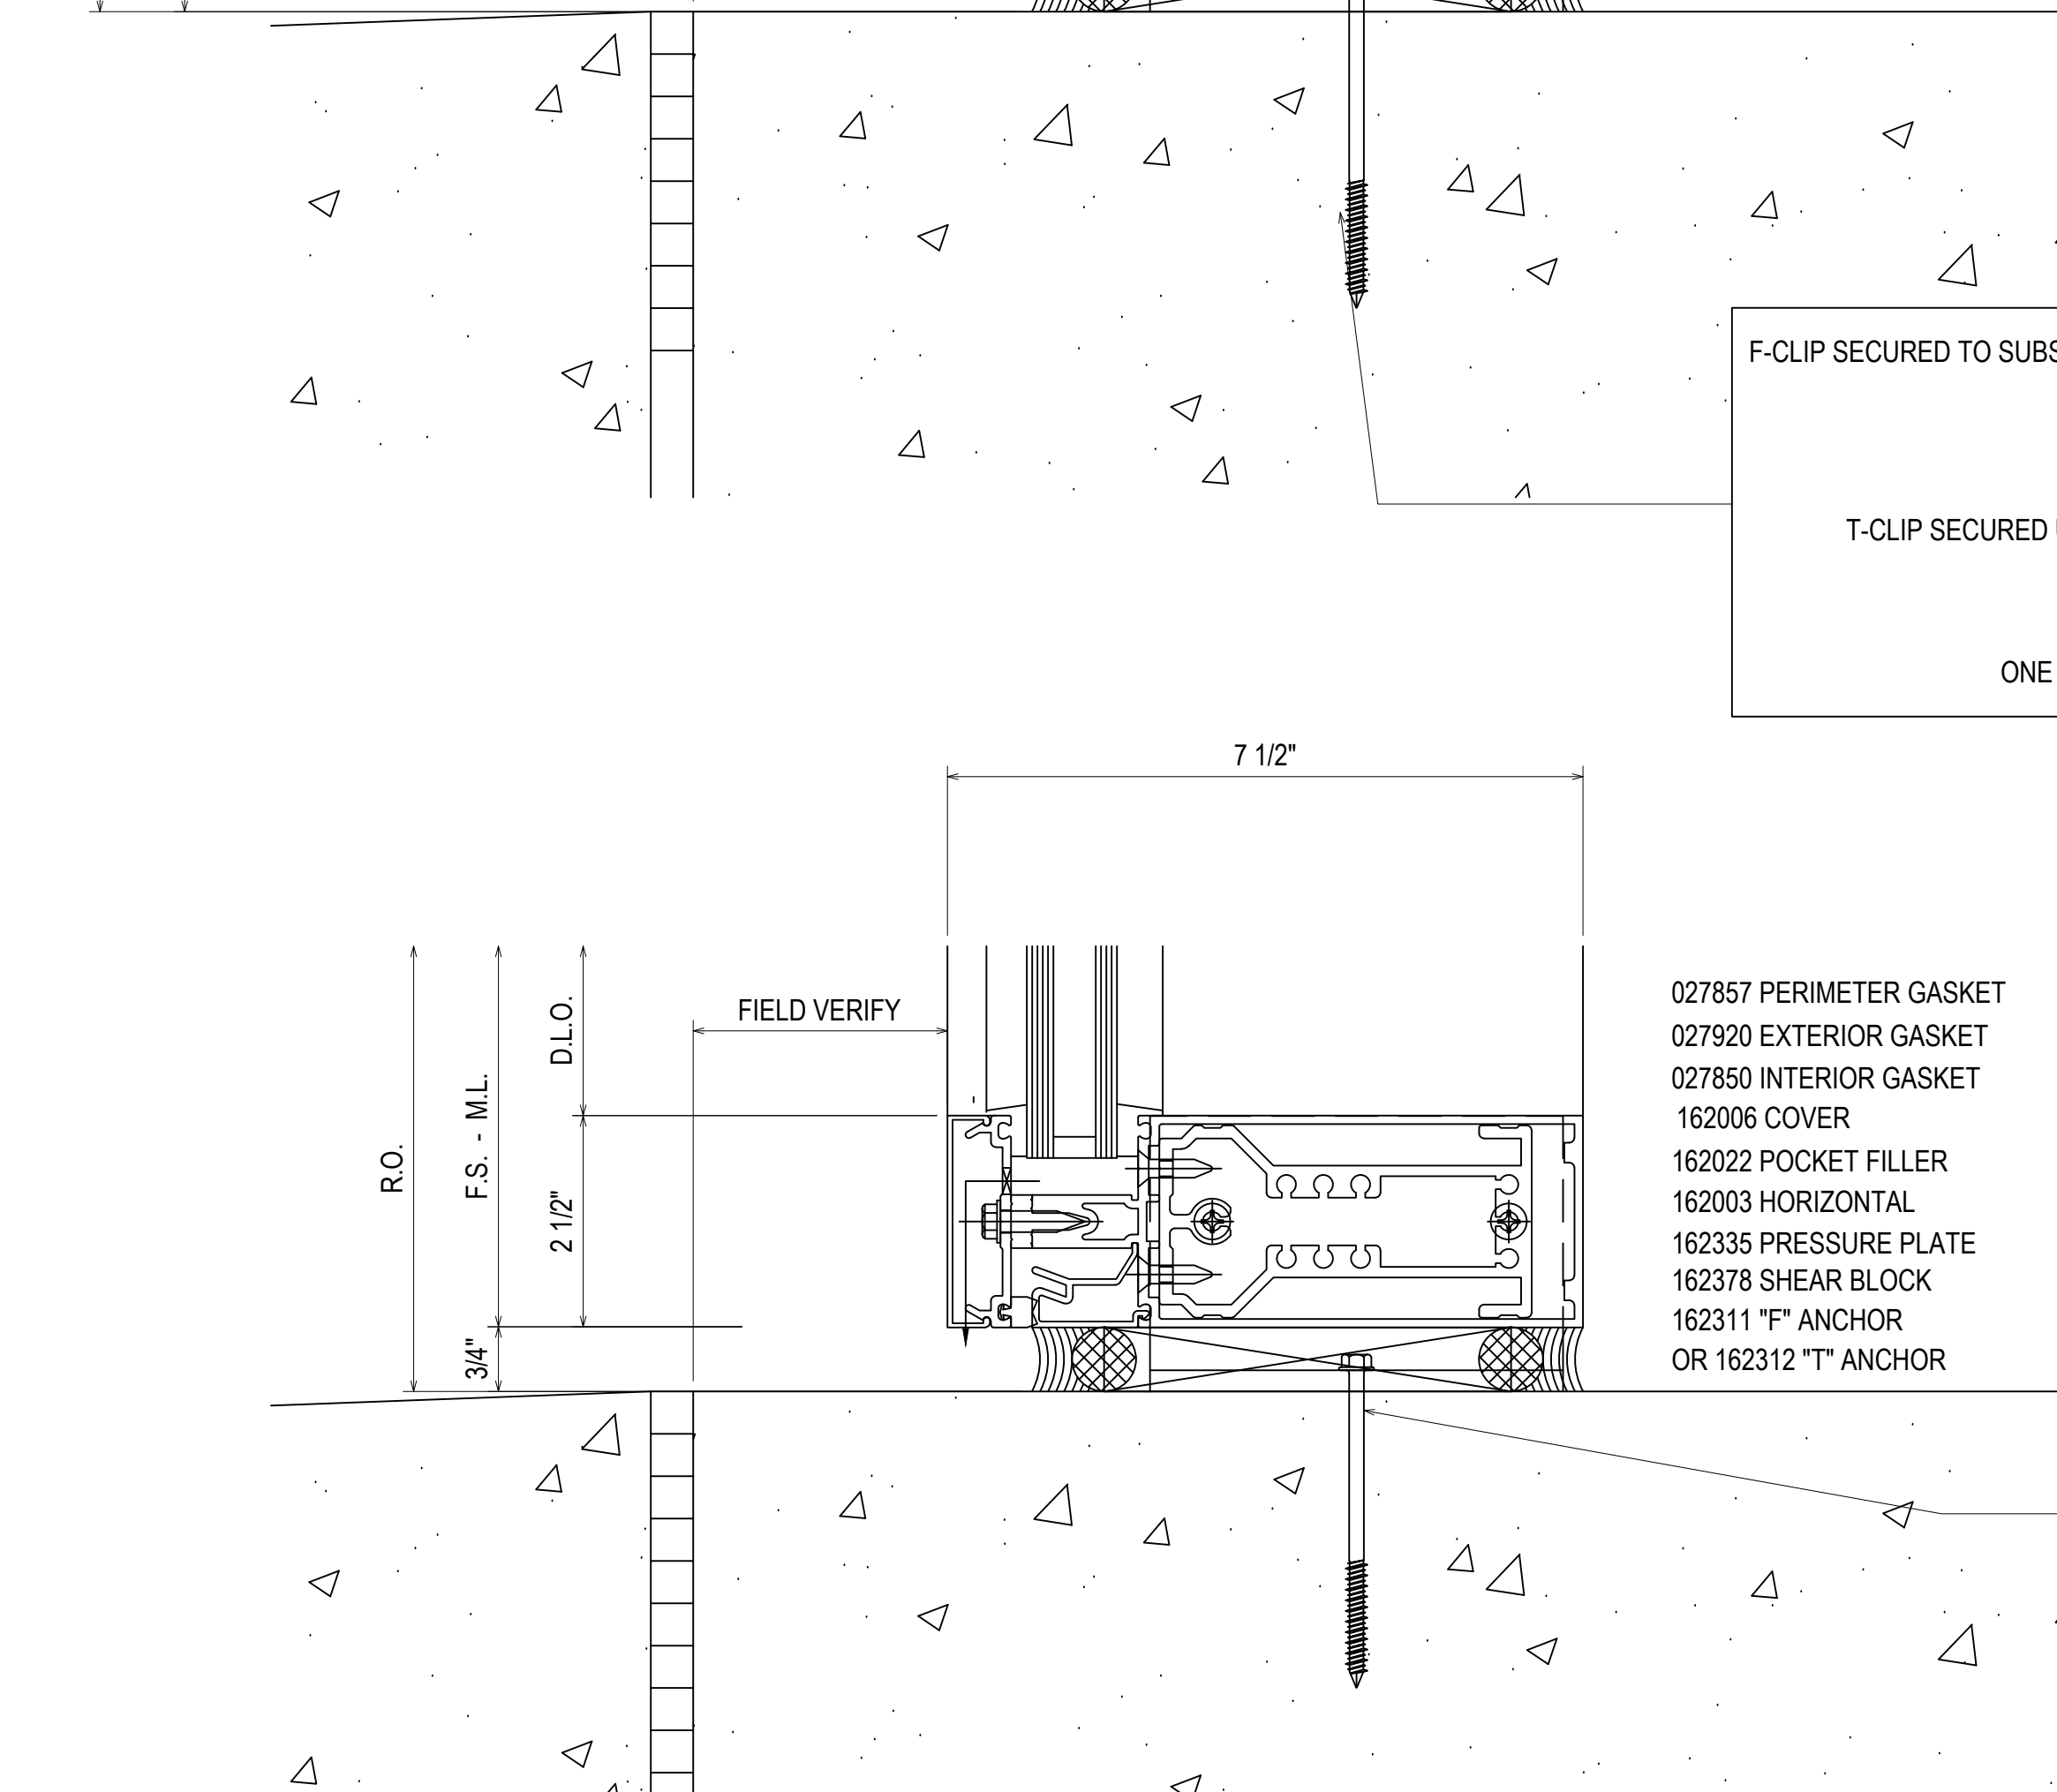 F-CLIP SECURED TO
T-CLIP SECURED
ONE
7 1/2"
FIELD VERIFY
D.L.O.
F.S. - M.L.
R.O.
2 1/2"
3/4"
027857 PERIMETER GASKET
027920 EXTERIOR GASKET
027850 INTERIOR GASKET
162006 COVER
162022 POCKET FILLER
162003 HORIZONTAL
162335 PRESSURE PLATE
162378 SHEAR BLOCK
162311 "F" ANCHOR
OR 162312 "T" ANCHOR